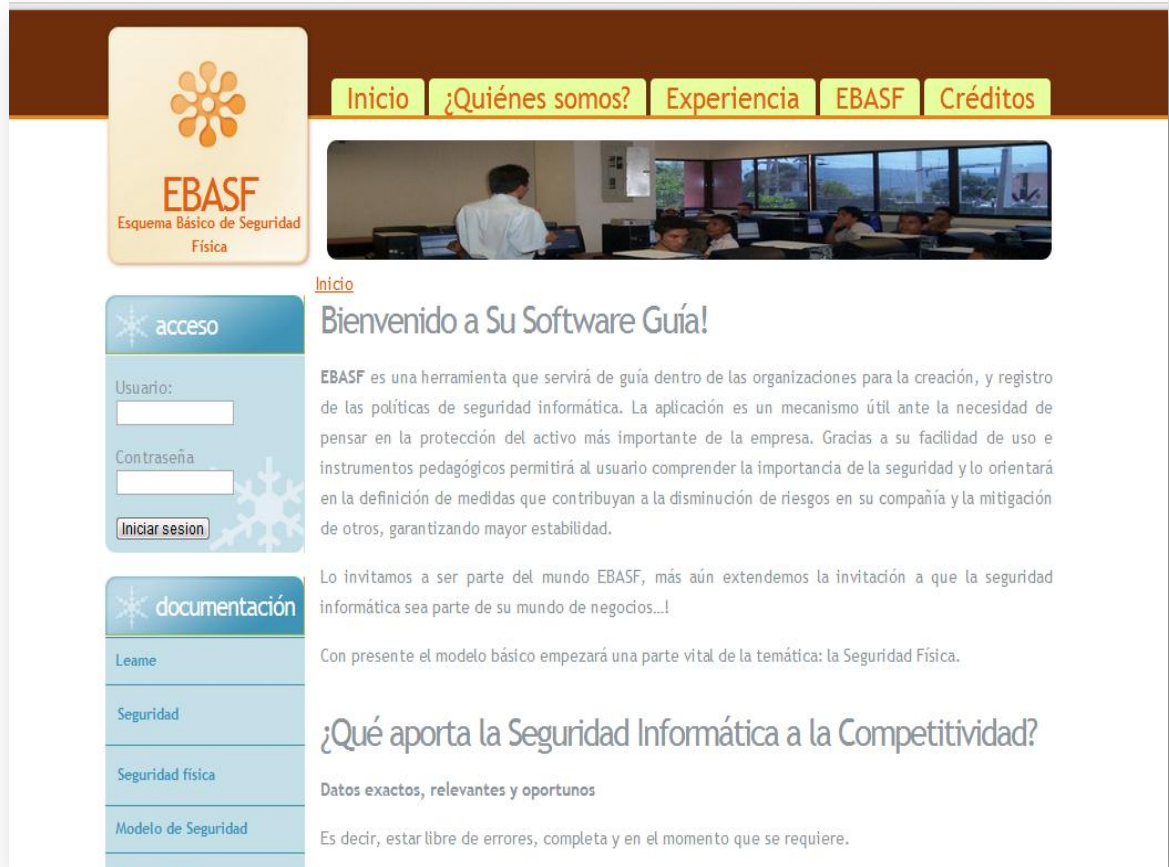 EBASF
Esquema Básico de Seguridad
Física
Inicio
¿Quiénes somos?
Experiencia
EBASF
Créditos
acceso
Usuario:
Contraseña
Iniciar sesion
documentación
Leame
Seguridad
Seguridad física
Modelo de Seguridad
Inicio
Bienvenido a Su Software Guía!
EBASF es una herramienta que servirá de guía dentro de las organizaciones para la creación, y registro
de las políticas de seguridad informática. La aplicación es un mecanismo útil ante la necesidad de
pensar en la protección del activo más importante de la empresa. Gracias a su facilidad de uso e
instrumentos pedagógicos permitirá al usuario comprender la importancia de la seguridad y lo orientará
en la definición de medidas que contribuyan a la disminución de riesgos en su compañía y la mitigación
de otros, garantizando mayor estabilidad.
Lo invitamos a ser parte del mundo EBASF, más aún extendemos la invitación a que la seguridad
informática sea parte de su mundo de negocios…!
Con presente el modelo básico empezará una parte vital de la temática: la Seguridad Física.
¿Qué aporta la Seguridad Informática a la Competitividad?
Datos exactos, relevantes y oportunos
Es decir, estar libre de errores, completa y en el momento que se requiere.